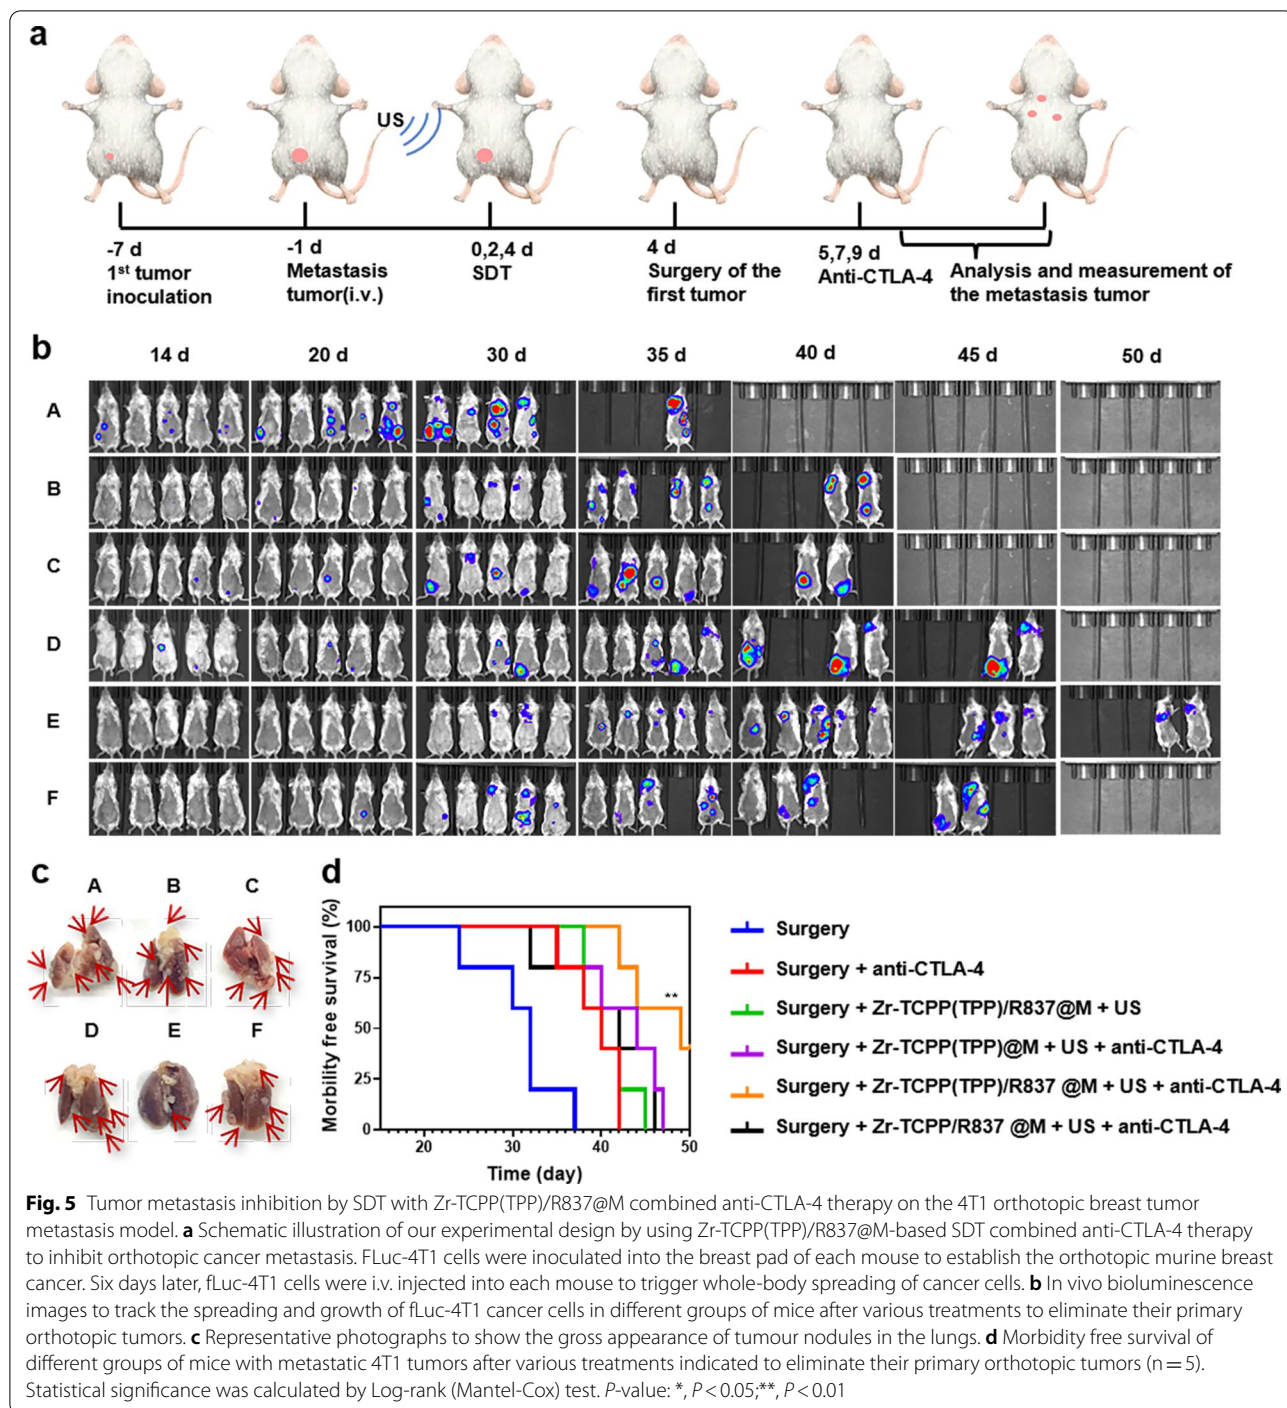 a
US
-7 d
1st tumor
inoculation
-1 d
Metastasis
tumor(i.v.)
0,2,4 d
SDT
4 d
Surgery of the
first tumor
5,7,9 d
Anti-CTLA-4
Analysis and measurement of
the metastasis tumor
b
14 d 20 d 30 d 35 d 40 d 45 d 50 d
A
B
C
D
E
F
c
A B C
D E F
d
Morbidity free survival (%)
100
75
50
25
0
20 30 40 50
Time (day)
**
Surgery
Surgery + anti-CTLA-4
Surgery + Zr-TCPP(TPP)/R837@M + US
Surgery + Zr-TCPP(TPP)@M + US + anti-CTLA-4
Surgery + Zr-TCPP(TPP)/R837 @M + US + anti-CTLA-4
Surgery + Zr-TCPP/R837 @M + US + anti-CTLA-4
Fig. 5 Tumor metastasis inhibition by SDT with Zr-TCPP(TPP)/R837@M combined anti-CTLA-4 therapy on the 4T1 orthotopic breast tumor
metastasis model. a Schematic illustration of our experimental design by using Zr-TCPP(TPP)/R837@M-based SDT combined anti-CTLA-4 therapy
to inhibit orthotopic cancer metastasis. FLuc-4T1 cells were inoculated into the breast pad of each mouse to establish the orthotopic murine breast
cancer. Six days later, fLuc-4T1 cells were i.v. injected into each mouse to trigger whole-body spreading of cancer cells. b In vivo bioluminescence
images to track the spreading and growth of fLuc-4T1 cancer cells in different groups of mice after various treatments to eliminate their primary
orthotopic tumors. c Representative photographs to show the gross appearance of tumour nodules in the lungs. d Morbidity free survival of
different groups of mice with metastatic 4T1 tumors after various treatments indicated to eliminate their primary orthotopic tumors (n = 5).
Statistical significance was calculated by Log-rank (Mantel-Cox) test. P-value: *, P < 0.05;**, P < 0.01